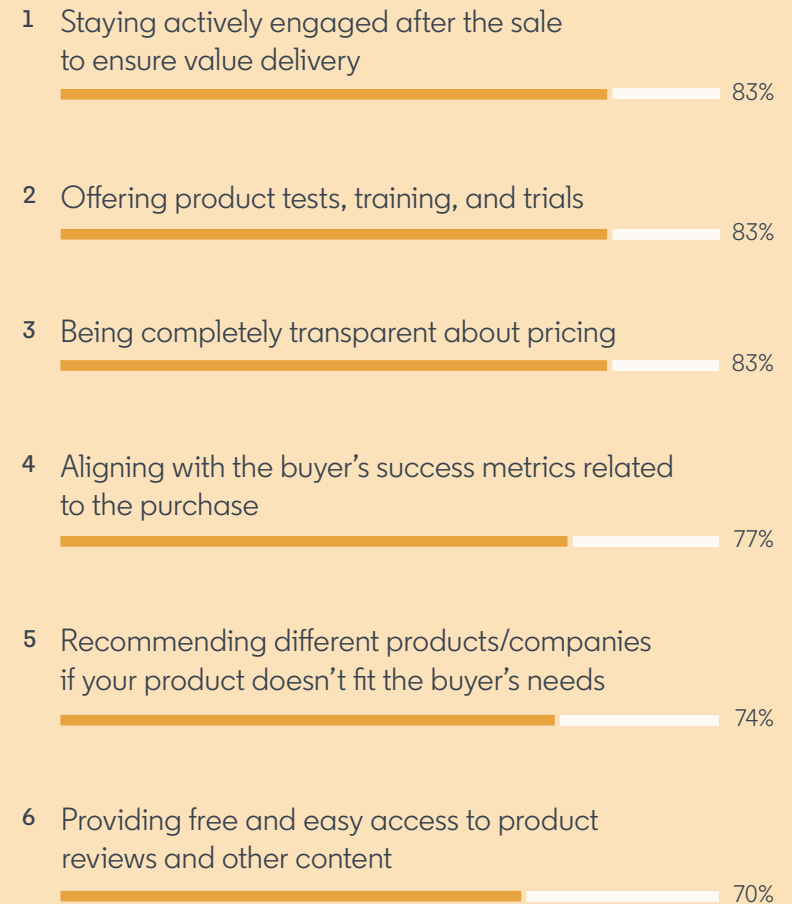 1 Staying actively engaged after the sale
to ensure value delivery
83%
2 Offering product tests, training, and trials
83%
3 Being completely transparent about pricing
83%
4 Aligning with the buyer’s success metrics related
to the purchase
77%
5 Recommending different products/companies
if your product doesn’t fit the buyer’s needs
74%
6 Providing free and easy access to product
reviews and other content
70%